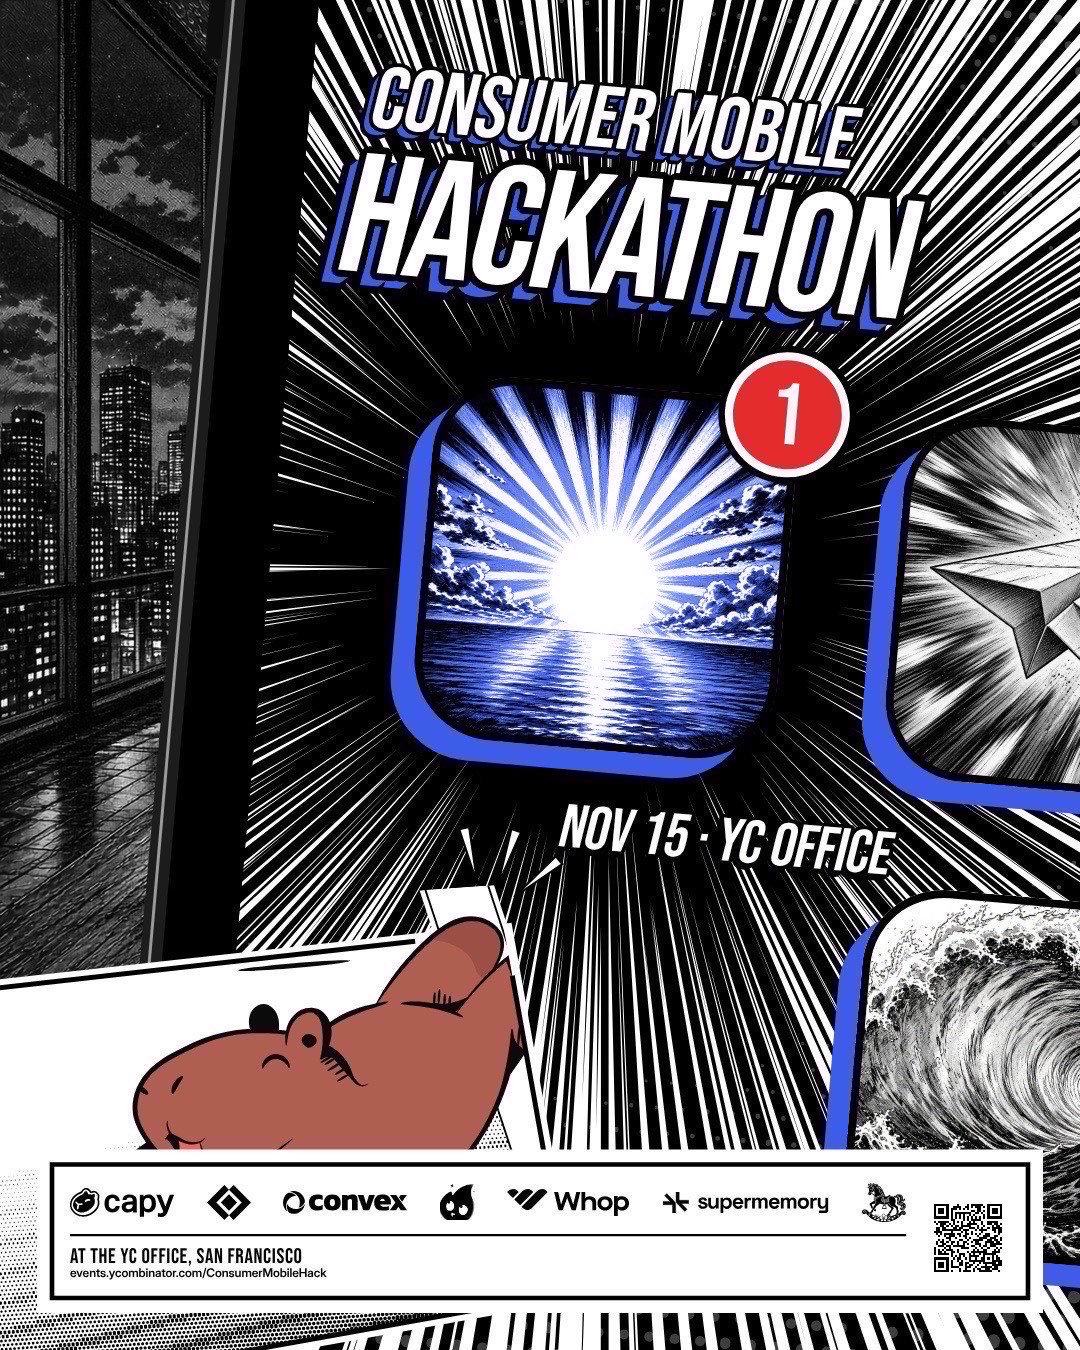 CONSUMER MOBILE
HACKATHON
1
NOV 15 · YC OFFICE
capy
convex
Whop
supermemory
AT THE YC OFFICE, SAN FRANCISCO
events.ycombinator.com/ConsumerMobileHack